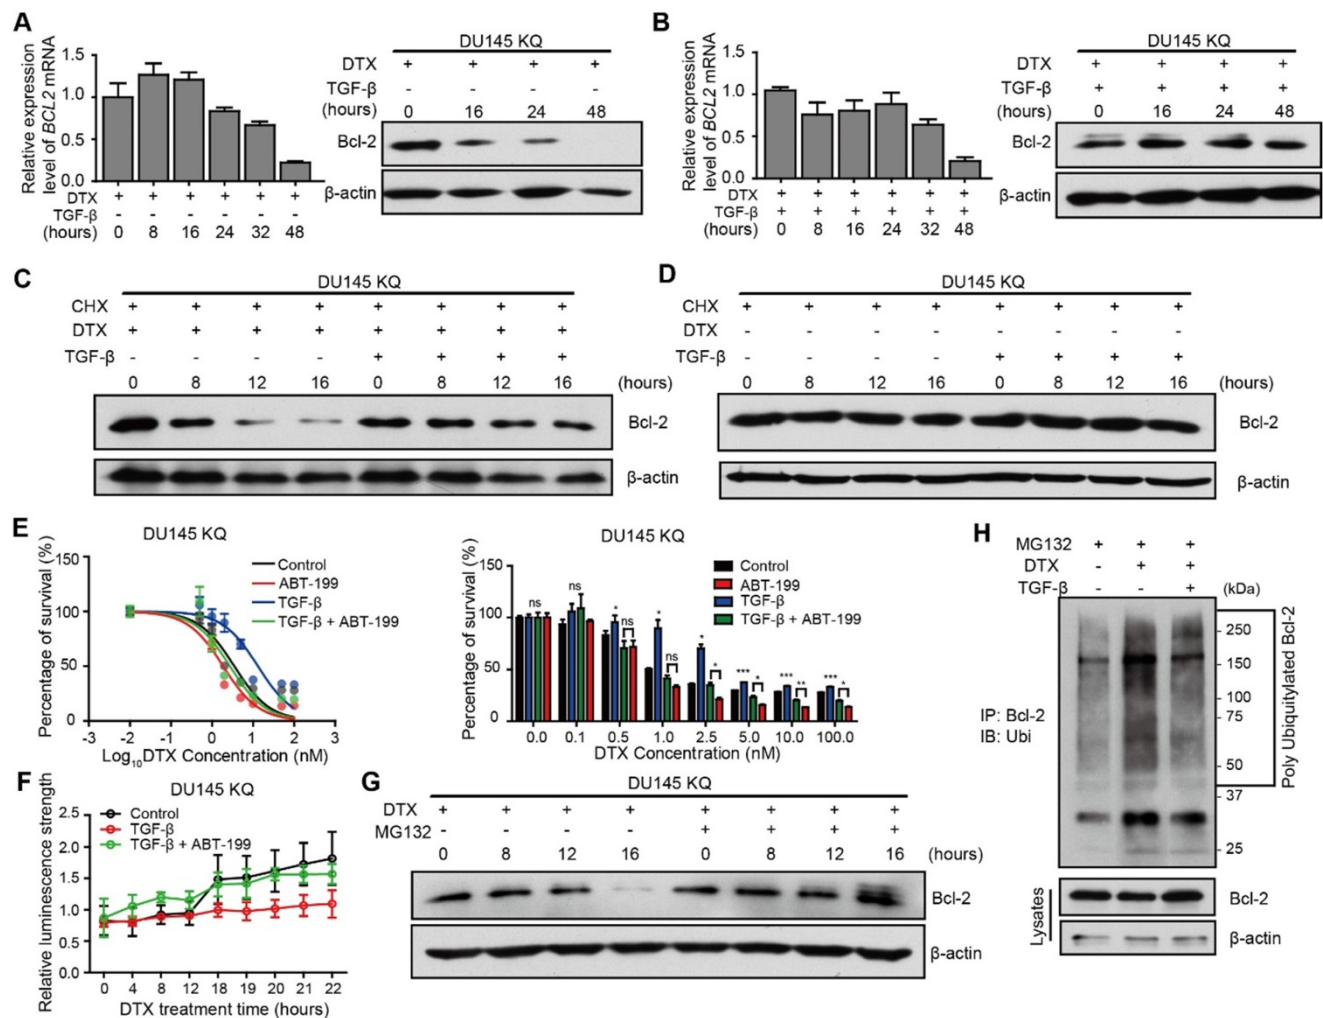 A
Relative expression
level of BCL2 mRNA
1.5
1.0
0.5
0.0
DTX + + + + + +
TGF-β - - - - - -
(hours) 0 8 16 24 32 48
DU145 KQ
DTX + + + +
TGF-β - - - -
(hours) 0 16 24 48
Bcl-2
β-actin
B
Relative expression
level of BCL2 mRNA
1.5
1.0
0.5
0.0
DTX + + + + + +
TGF-β + + + + + +
(hours) 0 8 16 24 32 48
DU145 KQ
DTX + + + +
TGF-β + + + +
(hours) 0 16 24 48
Bcl-2
β-actin
C
DU145 KQ
CHX + + + + + + + +
DTX + + + + + + + +
TGF-β - - - - + + + +
0 8 12 16 0 8 12 16 (hours)
Bcl-2
β-actin
D
DU145 KQ
CHX + + + + + + + +
DTX - - - - - - - -
TGF-β - - - - + + + +
0 8 12 16 0 8 12 16 (hours)
Bcl-2
β-actin
E
DU145 KQ
Percentage of survival (%)
150
100
50
0
Control
ABT-199
TGF-β
TGF-β + ABT-199
-3 -2 -1 0 1 2 3
Log10DTX Concentration (nM)
DU145 KQ
Percentage of survival (%)
150
100
50
0
Control
ABT-199
TGF-β
TGF-β + ABT-199
ns ns * ns * ns * * *** * *** ** *** *
0.0 0.1 0.5 1.0 2.5 5.0 10.0 100.0
DTX Concentration (nM)
F
DU145 KQ
Relative luminescence strength
2.5
2.0
1.5
1.0
0.5
0.0
Control
TGF-β
TGF-β + ABT-199
0 4 8 12 18 19 20 21 22
DTX treatment time (hours)
G
DU145 KQ
DTX + + + + + + + +
MG132 - - - - + + + +
0 8 12 16 0 8 12 16 (hours)
Bcl-2
β-actin
H
MG132 + + +
DTX - + +
TGF-β - - +
(kDa)
IP: Bcl-2
IB: Ubi
250
150
100
75
50
37
25
Poly Ubiquitylated Bcl-2
Lysates
Bcl-2
β-actin